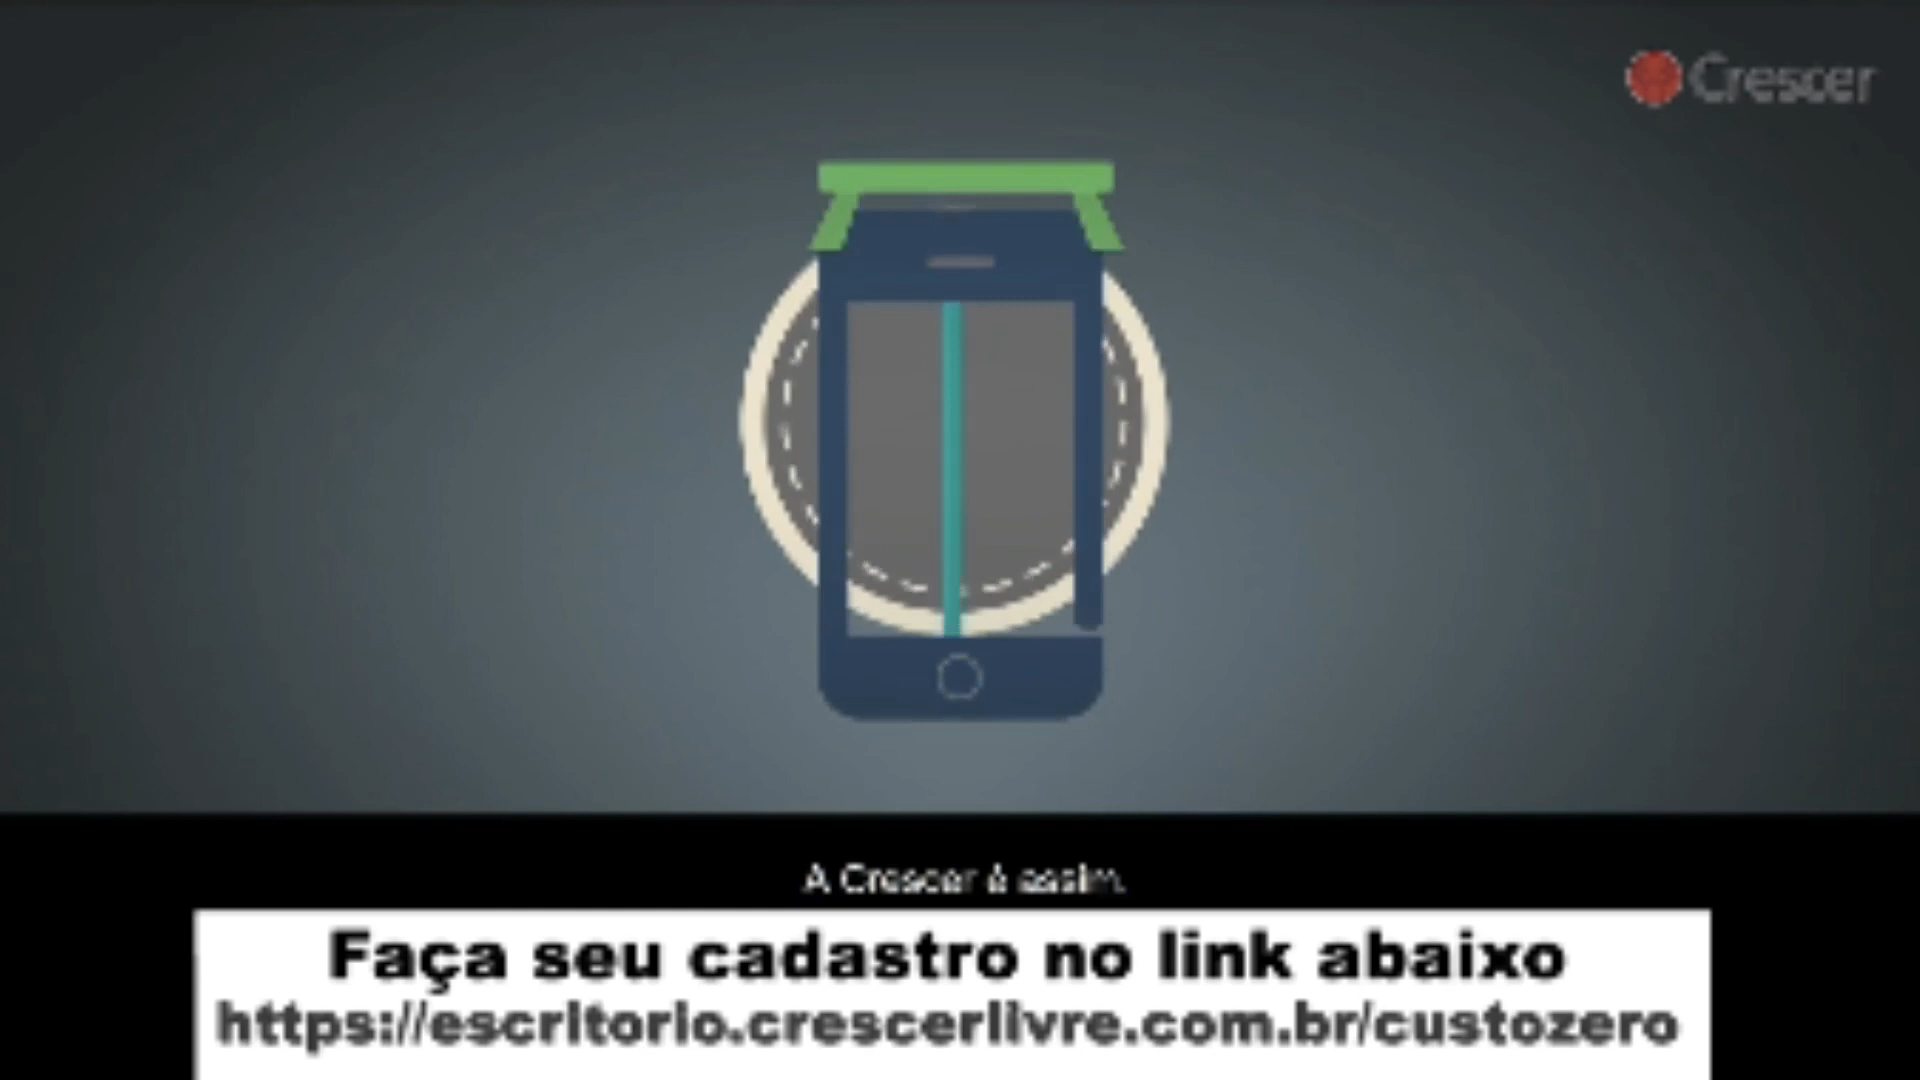 Crescer
A Crescer é assim.
Faça seu cadastro no link abaixo
https://escritorio.crescerlivre.com.br/custozero